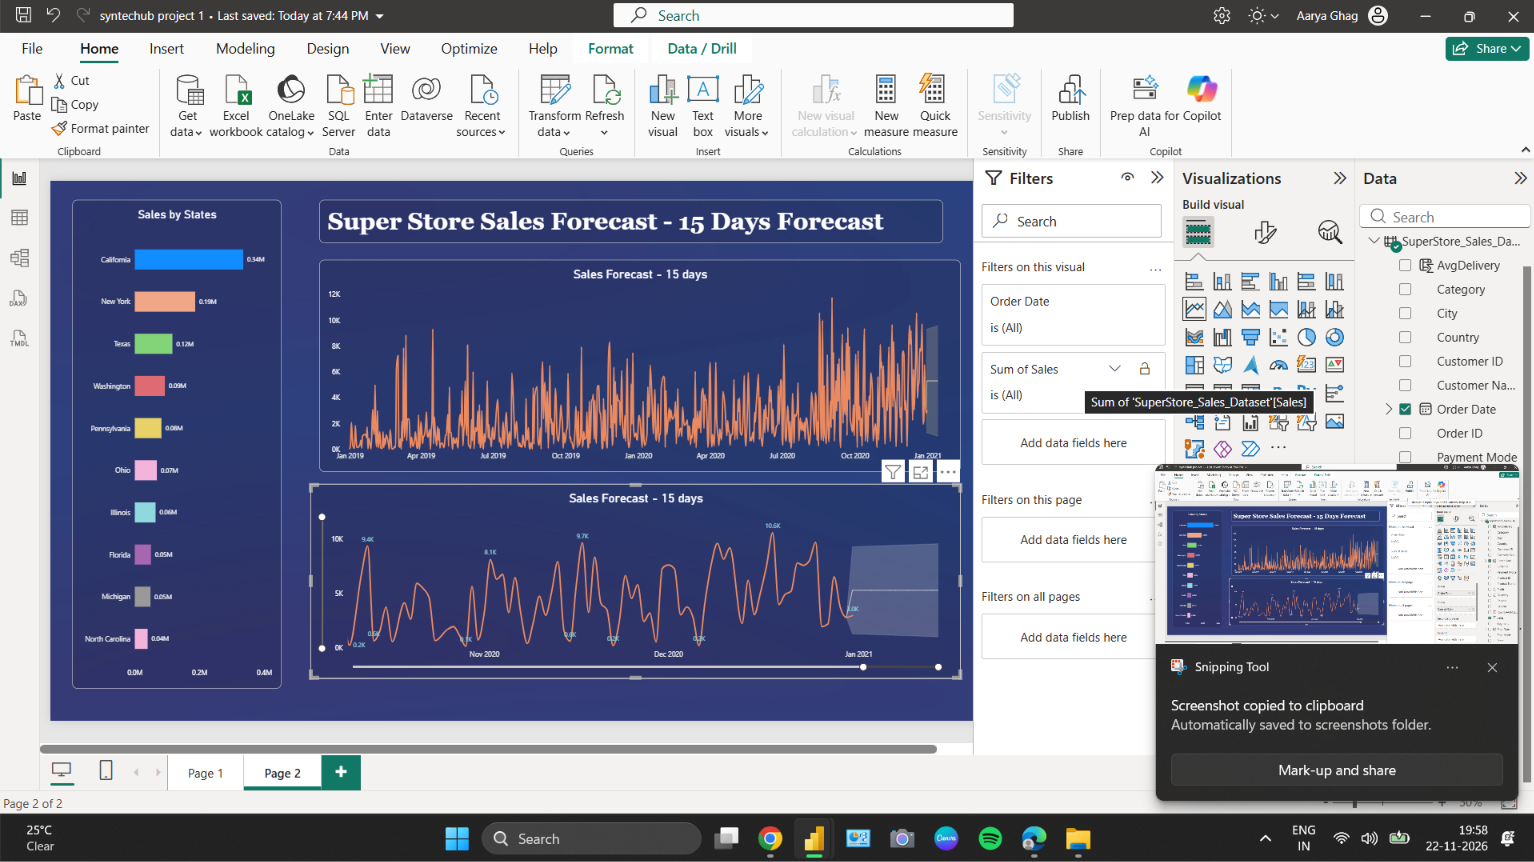 syntechub project 1 • Last saved: Today at 7:44 PM
Search
Aarya Ghag
File
Home
Insert
Modeling
Design
View
Optimize
Help
Format
Data / Drill
Share
Paste
Cut
Copy
Format painter
Clipboard
Get data
Excel workbook
OneLake catalog
SQL Server
Enter data
Dataverse
Recent sources
Data
Transform data
Refresh
Queries
New visual
Text box
More visuals
Insert
New visual calculation
New measure
Quick measure
Calculations
Sensitivity
Sensitivity
Publish
Share
Prep data for AI
Copilot
Copilot
DAX
TMDL
Sales by States
California 0.34M
New York 0.19M
Texas 0.12M
Washington 0.09M
Pennsylvania 0.08M
Ohio 0.07M
Illinois 0.06M
Florida 0.05M
Michigan 0.05M
North Carolina 0.04M
0.0M 0.2M 0.4M
Super Store Sales Forecast - 15 Days Forecast
Sales Forecast - 15 days
12K
10K
8K
6K
4K
2K
0K
Jan 2019 Apr 2019 Jul 2019 Oct 2019 Jan 2020 Apr 2020 Jul 2020 Oct 2020 Jan 2021
Sales Forecast - 15 days
10K
5K
0K
9.4K
8.1K
9.7K
10.6K
0.2K
3.0K
Nov 2020 Dec 2020 Jan 2021
Filters
Search
Filters on this visual
Order Date
is (All)
Sum of Sales
is (All)
Sum of 'SuperStore_Sales_Dataset'[Sales]
Add data fields here
Filters on this page
Add data fields here
Filters on all pages
Add data fields here
Visualizations
Build visual
123
Data
Search
SuperStore_Sales_Da...
AvgDelivery
Category
City
Country
Customer ID
Customer Na...
Order Date
Order ID
Payment Mode
Snipping Tool
Screenshot copied to clipboard
Automatically saved to screenshots folder.
Mark-up and share
Page 1
Page 2
Page 2 of 2
25°C
Clear
Search
ENG
IN
19:58
22-11-2026